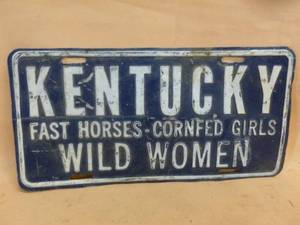 KENTUCKY
FAST HORSES-CORNFED GIRLS
WILD WOMEN